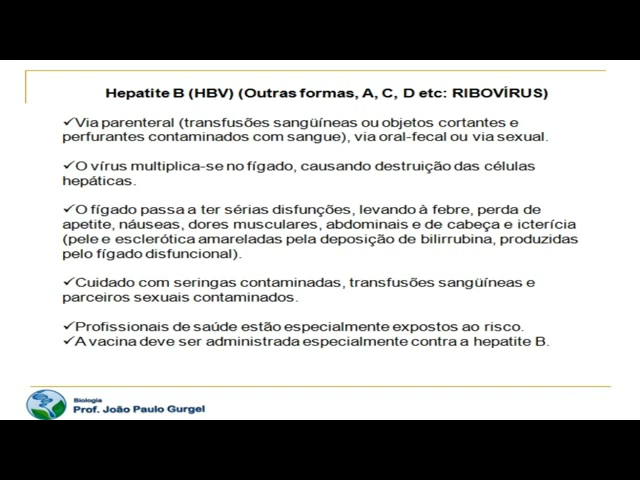 Hepatite B (HBV) (Outras formas, A, C, D etc: RIBOVÍRUS)
✓Via parenteral (transfusões sangüíneas ou objetos cortantes e
perfurantes contaminados com sangue), via oral-fecal ou via sexual.
✓O vírus multiplica-se no fígado, causando destruição das células
hepáticas.
✓O fígado passa a ter sérias disfunções, levando à febre, perda de
apetite, náuseas, dores musculares, abdominais e de cabeça e icterícia
(pele e esclerótica amareladas pela deposição de bilirrubina, produzidas
pelo fígado disfuncional).
✓Cuidado com seringas contaminadas, transfusões sangüíneas e
parceiros sexuais contaminados.
✓Profissionais de saúde estão especialmente expostos ao risco.
✓A vacina deve ser administrada especialmente contra a hepatite B.
Biologia
Prof. João Paulo Gurgel